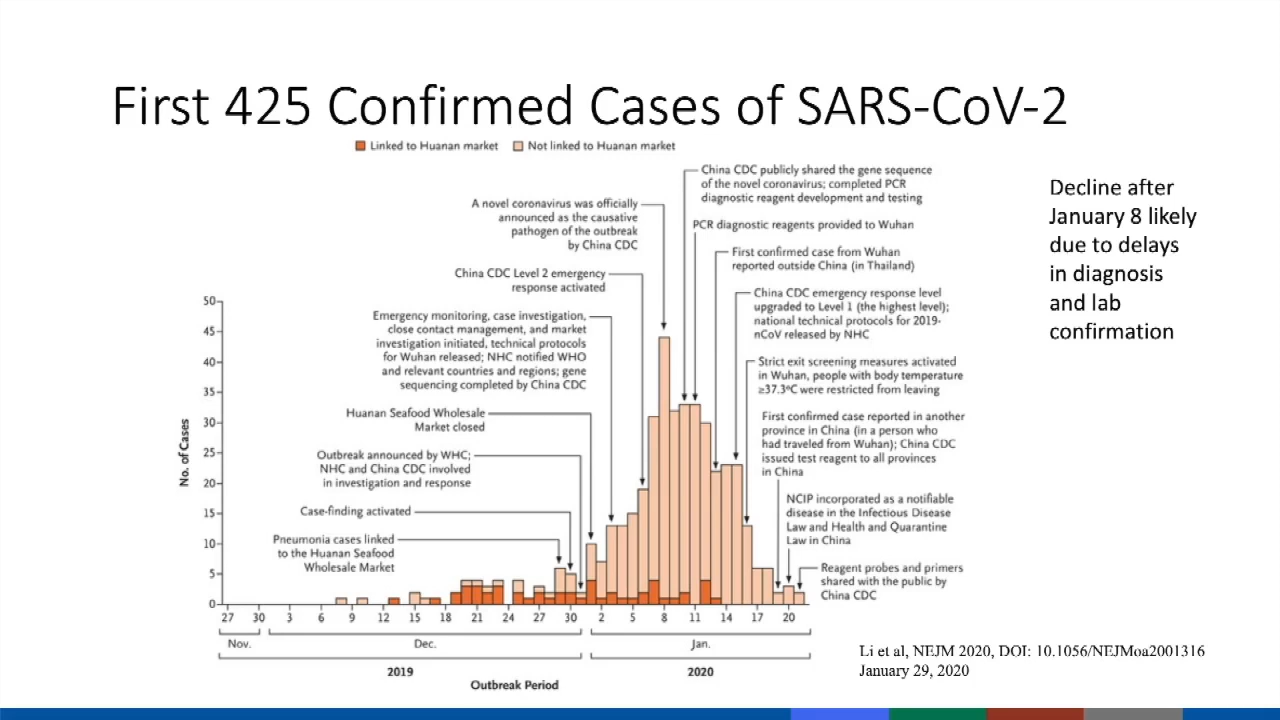 First 425 Confirmed Cases of SARS-CoV-2
Linked to Huanan market
Not linked to Huanan market
China CDC publicly shared the gene sequence
of the novel coronavirus; completed PCR
diagnostic reagent development and testing
A novel coronavirus was officially
announced as the causative
pathogen of the outbreak
by China CDC
PCR diagnostic reagents provided to Wuhan
First confirmed case from Wuhan
reported outside China (in Thailand)
China CDC Level 2 emergency
response activated
China CDC emergency response level
upgraded to Level 1 (the highest level);
national technical protocols for 2019-
nCoV released by NHC
Emergency monitoring, case investigation,
close contact management, and market
investigation initiated, technical protocols
for Wuhan released; NHC notified WHO
and relevant countries and regions; gene
sequencing completed by China CDC
Strict exit screening measures activated
in Wuhan, people with body temperature
≥37.3ºC were restricted from leaving
Huanan Seafood Wholesale
Market closed
First confirmed case reported in another
province in China (in a person who
had traveled from Wuhan); China CDC
issued test reagent to all provinces
in China
Outbreak announced by WHC;
NHC and China CDC involved
in investigation and response
Case-finding activated
NCIP incorporated as a notifiable
disease in the Infectious Disease
Law and Health and Quarantine
Law in China
Pneumonia cases linked
to the Huanan Seafood
Wholesale Market
Reagent probes and primers
shared with the public by
China CDC
Decline after
January 8 likely
due to delays
in diagnosis
and lab
confirmation
No. of Cases
50
45
40
35
30
25
20
15
10
5
0
27 30 3 6 9 12 15 18 21 24 27 30 2 5 8 11 14 17 20
Nov. Dec. Jan.
2019 2020
Outbreak Period
Li et al, NEJM 2020, DOI: 10.1056/NEJMoa2001316
January 29, 2020